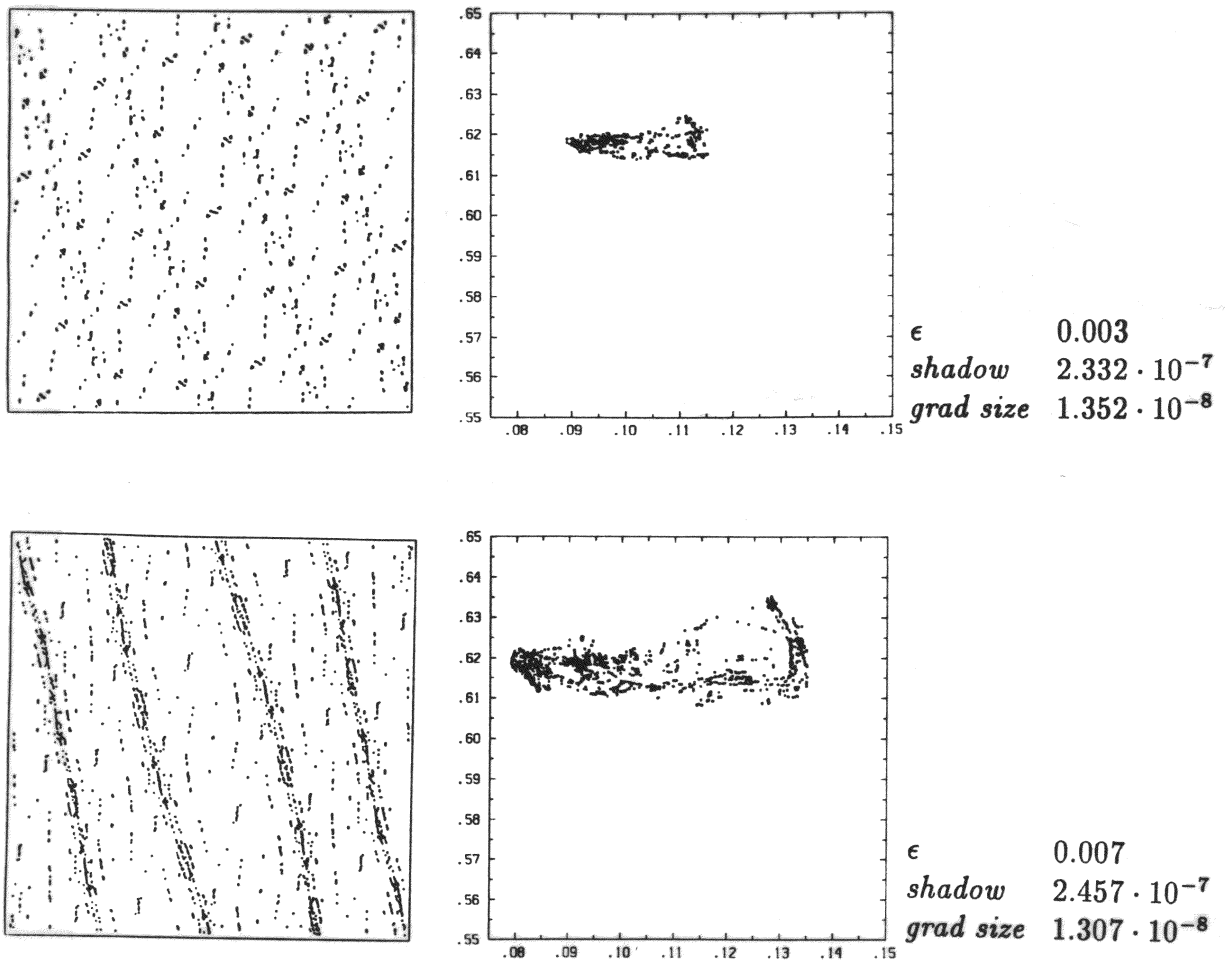 .65
.64
.63
.62
.61
.60
.59
.58
.57
.56
.55
.08 .09 .10 .11 .12 .13 .14 .15
ϵ 0.003
shadow 2.332 · 10⁻⁷
grad size 1.352 · 10⁻⁸
.65
.64
.63
.62
.61
.60
.59
.58
.57
.56
.55
.08 .09 .10 .11 .12 .13 .14 .15
ϵ 0.007
shadow 2.457 · 10⁻⁷
grad size 1.307 · 10⁻⁸